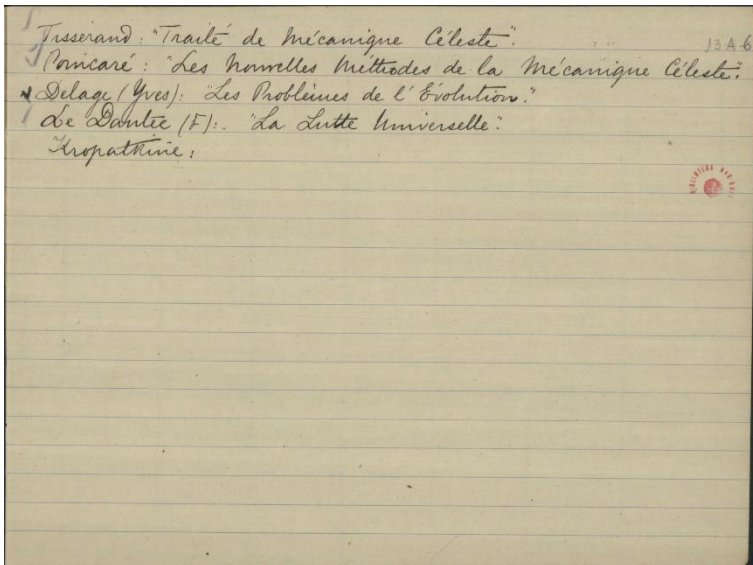 Tisserand: "Traité de Mécanique Céleste".
13A-6
Poincaré: "Les Nouvelles Méthodes de la Mécanique Céleste".
Delage (Yves): "Les Problèmes de l'Évolution."
Le Dantec (F):. "La Lutte Universelle".
Kropatkine: